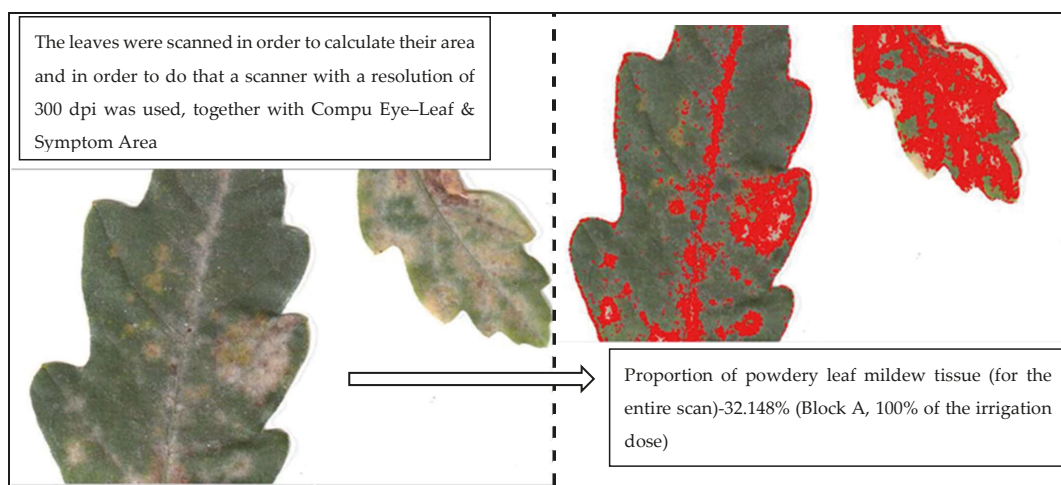 The leaves were scanned in order to calculate their area
and in order to do that a scanner with a resolution of
300 dpi was used, together with Compu Eye–Leaf &
Symptom Area
Proportion of powdery leaf mildew tissue (for the
entire scan)-32.148% (Block A, 100% of the irrigation
dose)